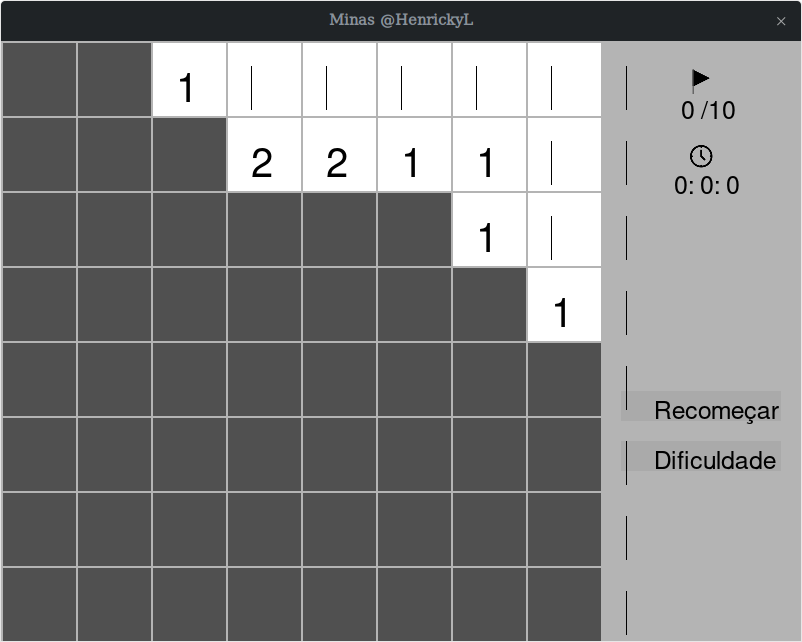 Minas @HenrickyL ×
1
0 /10
2 2 1 1
0: 0: 0
1
1
Recomeçar
Dificuldade